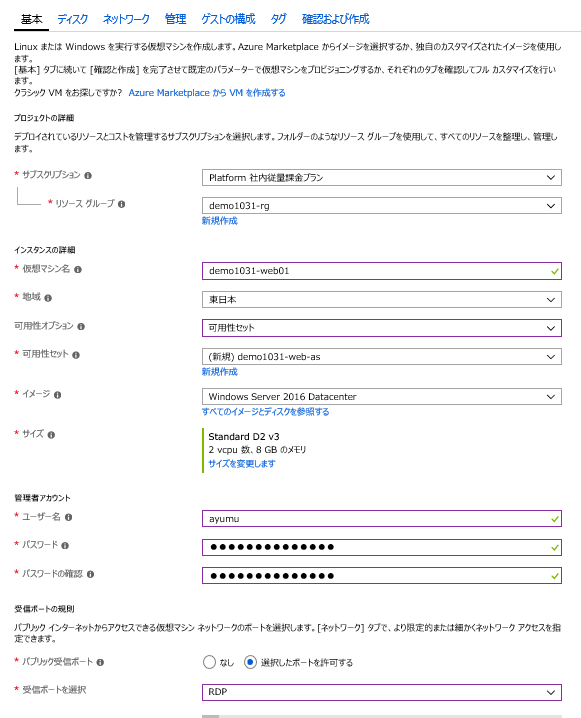 基本 ディスク ネットワーク 管理 ゲストの構成 タグ 確認および作成
Linux または Windows を実行する仮想マシンを作成します。Azure Marketplace からイメージを選択するか、独自のカスタマイズされたイメージを使用し
ます。
[基本] タブに続いて [確認と作成] を完了させて既定のパラメーターで仮想マシンをプロビジョニングするか、それぞれのタブを確認してフル カスタマイズを行い
ます。
クラシック VM をお探しですか? Azure Marketplace から VM を作成する
プロジェクトの詳細
デプロイされているリソースとコストを管理するサブスクリプションを選択します。フォルダーのようなリソース グループを使用して、すべてのリソースを整理し、管理し
ます。
* サブスクリプション Platform 社内従量課金プラン
* リソース グループ demo1031-rg
新規作成
インスタンスの詳細
* 仮想マシン名 demo1031-web01
* 地域 東日本
可用性オプション 可用性セット
* 可用性セット (新規) demo1031-web-as
新規作成
* イメージ Windows Server 2016 Datacenter
すべてのイメージとディスクを参照する
* サイズ Standard D2 v3
2 vcpu 数、8 GB のメモリ
サイズを変更します
管理者アカウント
* ユーザー名 ayumu
* パスワード ●●●●●●●●●●●●●●
* パスワードの確認 ●●●●●●●●●●●●●●
受信ポートの規則
パブリック インターネットからアクセスできる仮想マシン ネットワークのポートを選択します。[ネットワーク] タブで、より限定的または細かくネットワーク アクセスを指
定できます。
* パブリック受信ポート なし 選択したポートを許可する
* 受信ポートを選択 RDP